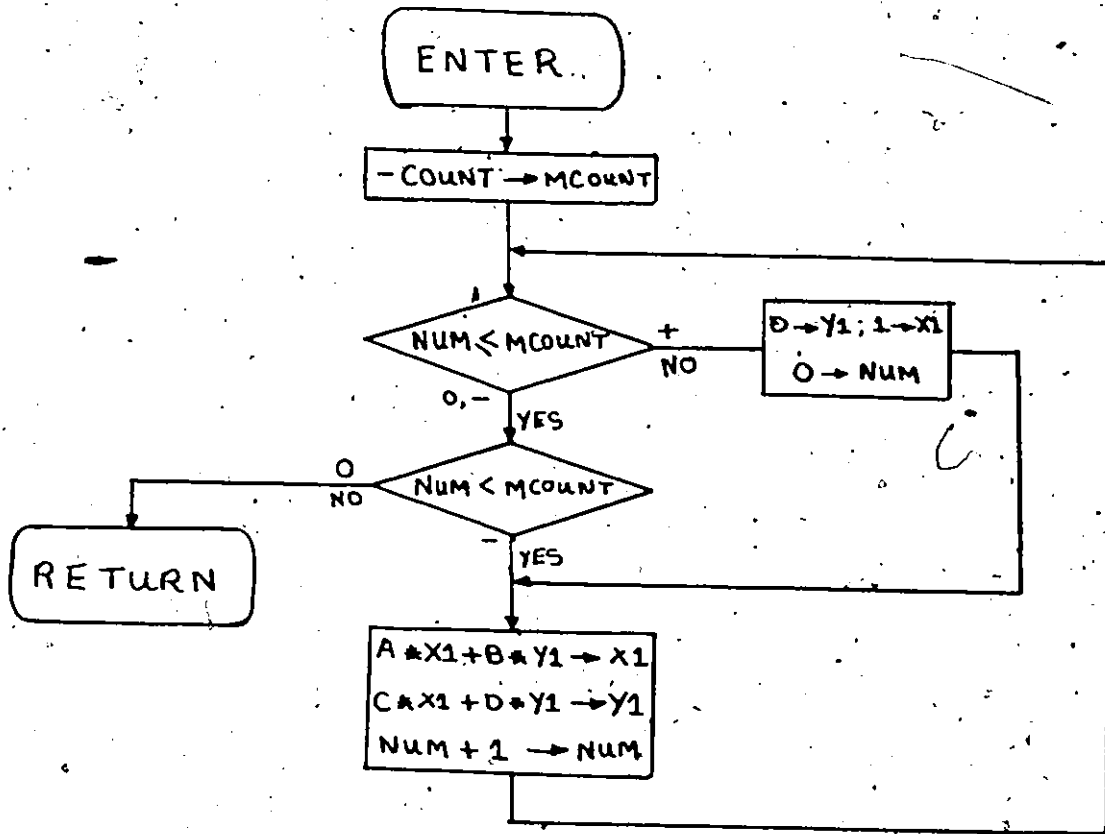 ENTER
-COUNT → MCOUNT
NUM ≤ MCOUNT
+
NO
0 → Y1; 1 → X1
0 → NUM
0, -
YES
NUM < MCOUNT
0
NO
-
YES
RETURN
A*X1+B*Y1 → X1
C*X1+D*Y1 → Y1
NUM + 1 → NUM